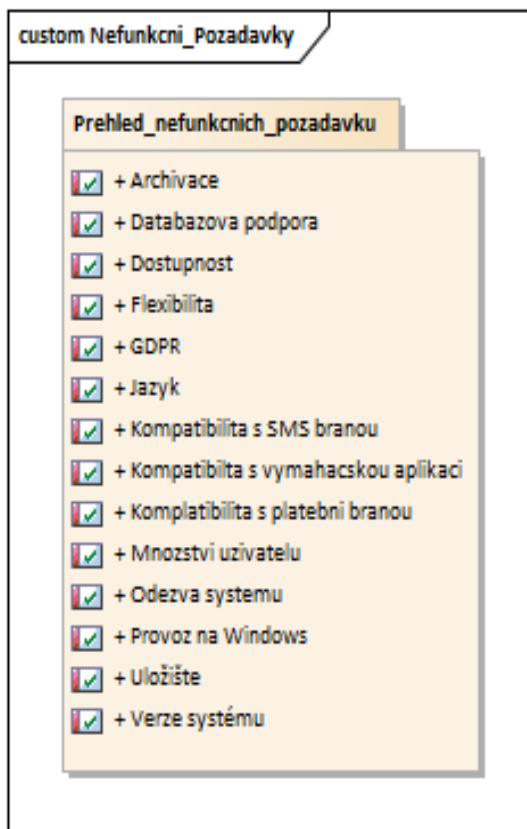 custom Nefunkcni_Pozadavky
Prehled_nefunkcnich_pozadavku
+ Archivace
+ Databazova podpora
+ Dostupnost
+ Flexibilita
+ GDPR
+ Jazyk
+ Kompatibilita s SMS branou
+ Kompatibilta s vymahacskou aplikaci
+ Komplatibilita s platebni branou
+ Mnozstvi uzivatelu
+ Odezva systemu
+ Provoz na Windows
+ Uložište
+ Verze systému